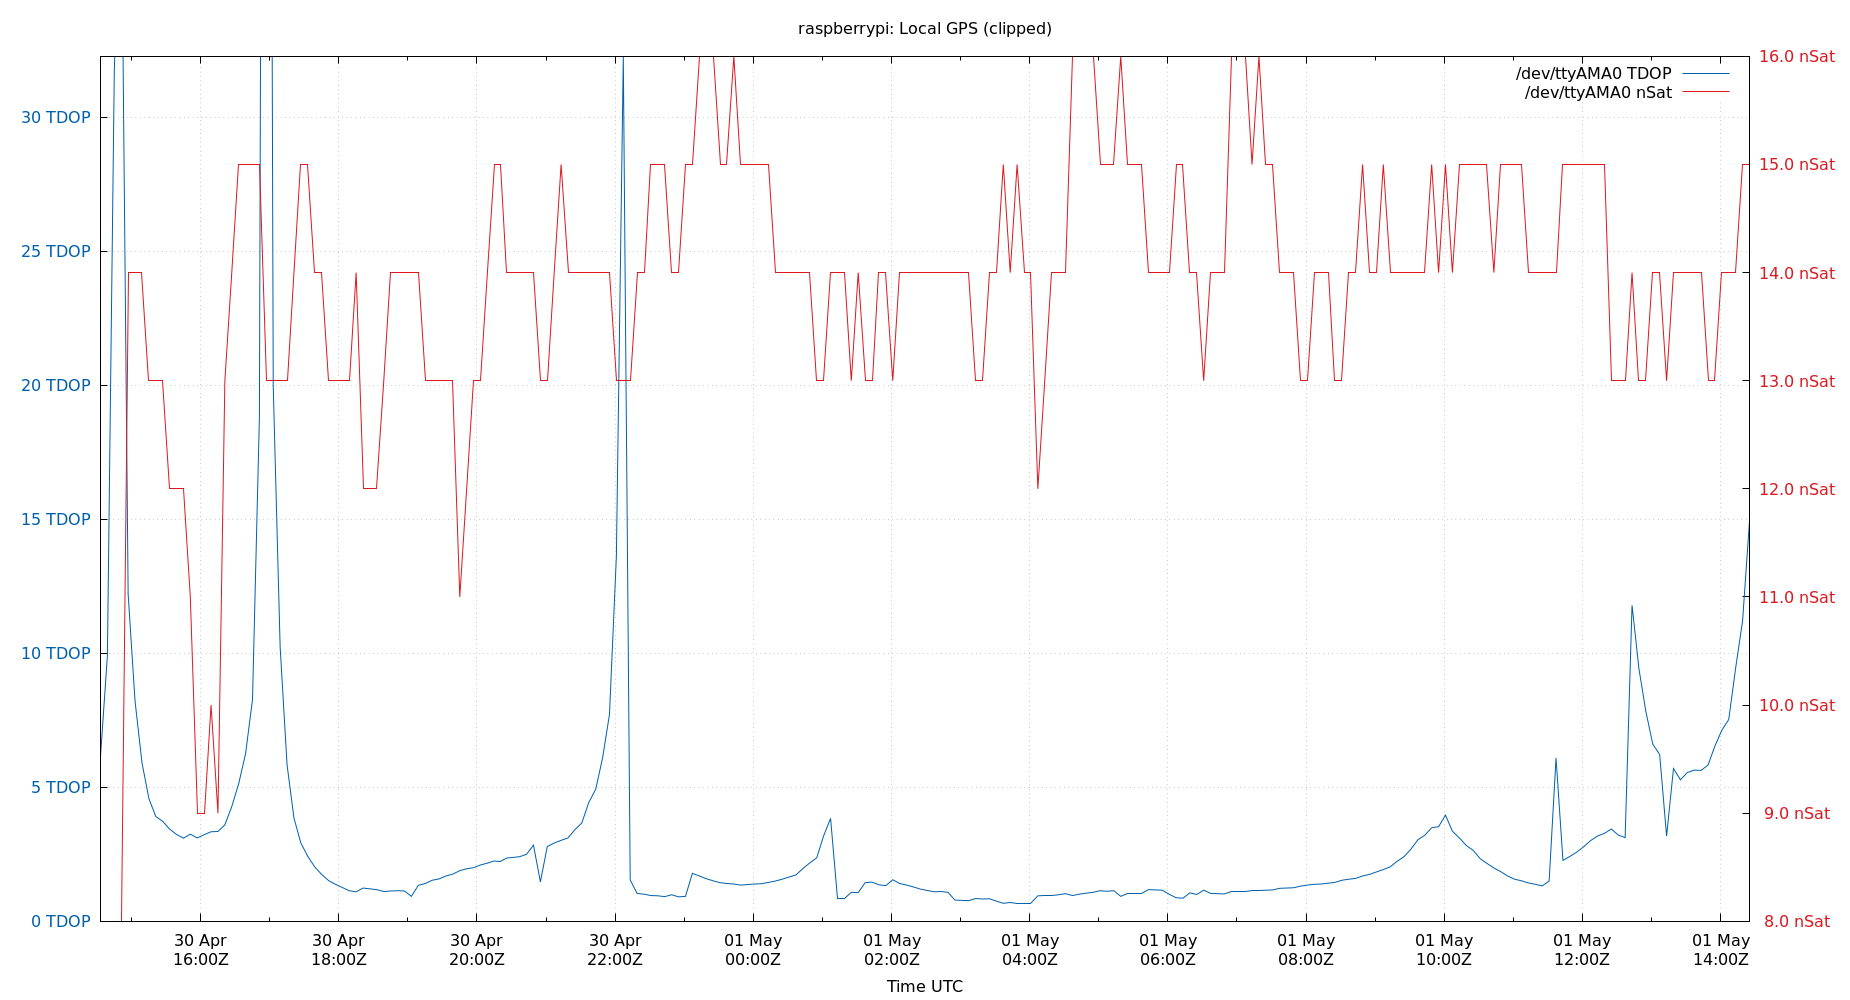 raspberrypi: Local GPS (clipped)
/dev/ttyAMA0 TDOP
/dev/ttyAMA0 nSat
30 TDOP
25 TDOP
20 TDOP
15 TDOP
10 TDOP
5 TDOP
0 TDOP
16.0 nSat
15.0 nSat
14.0 nSat
13.0 nSat
12.0 nSat
11.0 nSat
10.0 nSat
9.0 nSat
8.0 nSat
30 Apr 30 Apr 30 Apr 30 Apr 01 May 01 May 01 May 01 May 01 May 01 May 01 May 01 May
16:00Z 18:00Z 20:00Z 22:00Z 00:00Z 02:00Z 04:00Z 06:00Z 08:00Z 10:00Z 12:00Z 14:00Z
Time UTC